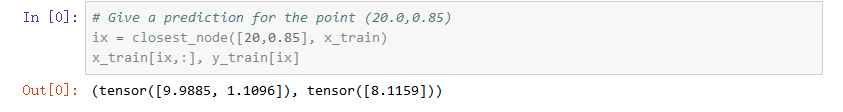 In [0]: # Give a prediction for the point (20.0,0.85)
ix = closest_node([20,0.85], x_train)
x_train[ix,:], y_train[ix]
Out[0]: (tensor([9.9885, 1.1096]), tensor([8.1159]))